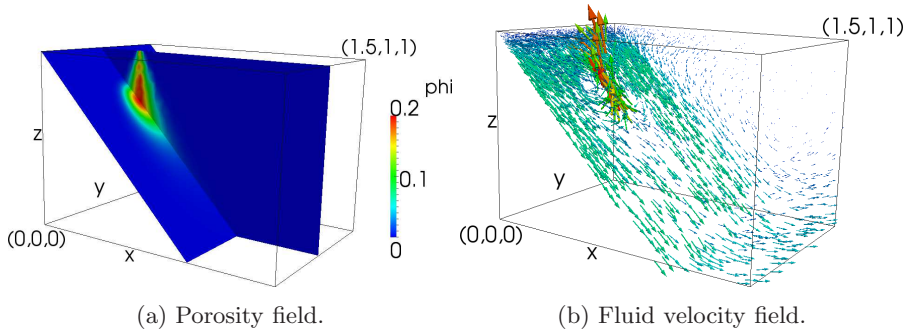 (1.5,1,1)
phi
0.2
z
0.1
y
(0,0,0)
x
0
(1.5,1,1)
z
y
(0,0,0)
x
(a) Porosity field.
(b) Fluid velocity field.